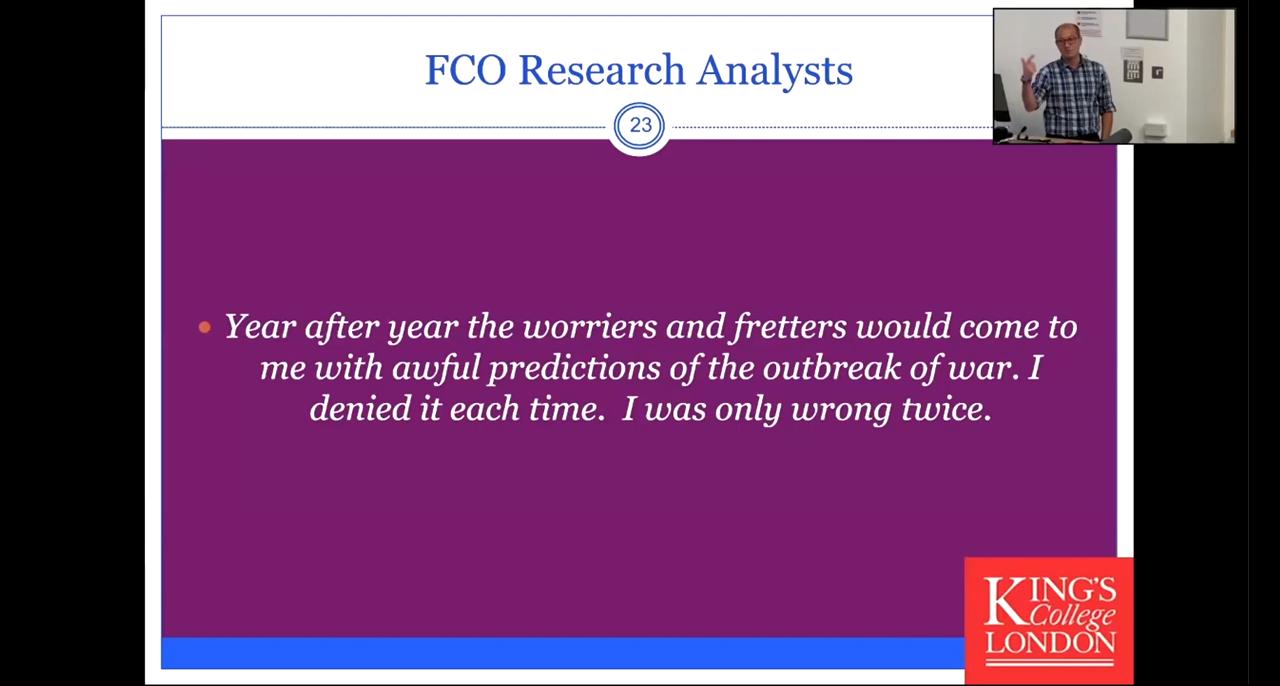 FCO Research Analysts
23
Year after year the worriers and fretters would come to
me with awful predictions of the outbreak of war. I
denied it each time.  I was only wrong twice.
KING'S
College
LONDON